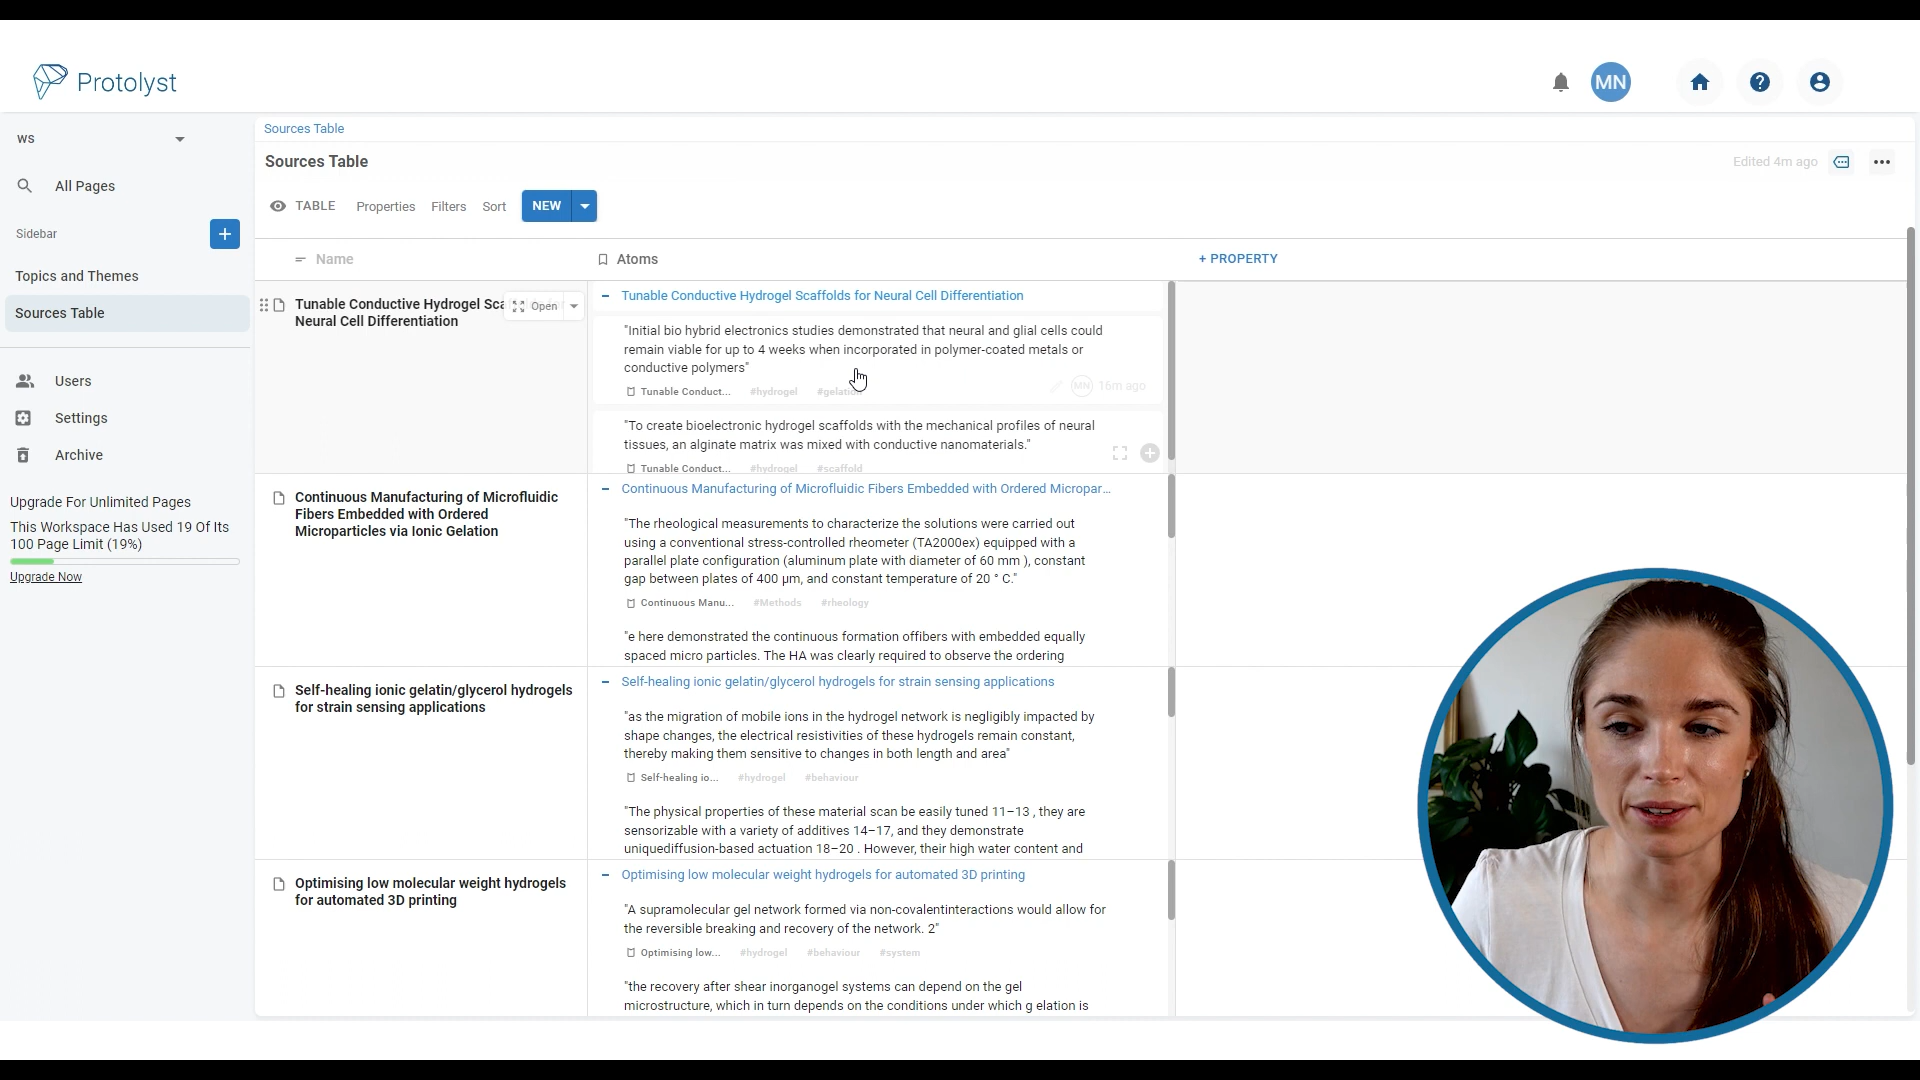 Protolyst
MN
WS
All Pages
Sidebar
+
Topics and Themes
Sources Table
Users
Settings
Archive
Upgrade For Unlimited Pages
This Workspace Has Used 19 Of Its
100 Page Limit (19%)
Upgrade Now
Sources Table
Sources Table
Edited 4m ago
TABLE
Properties
Filters
Sort
NEW
Name
Atoms
+ PROPERTY
Tunable Conductive Hydrogel Sca
Neural Cell Differentiation
Open
Tunable Conductive Hydrogel Scaffolds for Neural Cell Differentiation
"Initial bio hybrid electronics studies demonstrated that neural and glial cells could
remain viable for up to 4 weeks when incorporated in polymer-coated metals or
conductive polymers"
Tunable Conduct... #hydrogel #gelation
MN 16m ago
"To create bioelectronic hydrogel scaffolds with the mechanical profiles of neural
tissues, an alginate matrix was mixed with conductive nanomaterials."
Tunable Conduct... #hydrogel #scaffold
Continuous Manufacturing of Microfluidic
Fibers Embedded with Ordered
Microparticles via Ionic Gelation
Continuous Manufacturing of Microfluidic Fibers Embedded with Ordered Micropar...
"The rheological measurements to characterize the solutions were carried out
using a conventional stress-controlled rheometer (TA2000ex) equipped with a
parallel plate configuration (aluminum plate with diameter of 60 mm ), constant
gap between plates of 400 μm, and constant temperature of 20 ° C."
Continuous Manu... #Methods #rheology
"e here demonstrated the continuous formation offibers with embedded equally
spaced micro particles. The HA was clearly required to observe the ordering
Self-healing ionic gelatin/glycerol hydrogels
for strain sensing applications
Self-healing ionic gelatin/glycerol hydrogels for strain sensing applications
"as the migration of mobile ions in the hydrogel network is negligibly impacted by
shape changes, the electrical resistivities of these hydrogels remain constant,
thereby making them sensitive to changes in both length and area"
Self-healing io... #hydrogel #behaviour
"The physical properties of these material scan be easily tuned 11–13 , they are
sensorizable with a variety of additives 14–17, and they demonstrate
uniquediffusion-based actuation 18–20 . However, their high water content and
Optimising low molecular weight hydrogels
for automated 3D printing
Optimising low molecular weight hydrogels for automated 3D printing
"A supramolecular gel network formed via non-covalentinteractions would allow for
the reversible breaking and recovery of the network. 2"
Optimising low... #hydrogel #behaviour #system
"the recovery after shear inorganogel systems can depend on the gel
microstructure, which in turn depends on the conditions under which g elation is